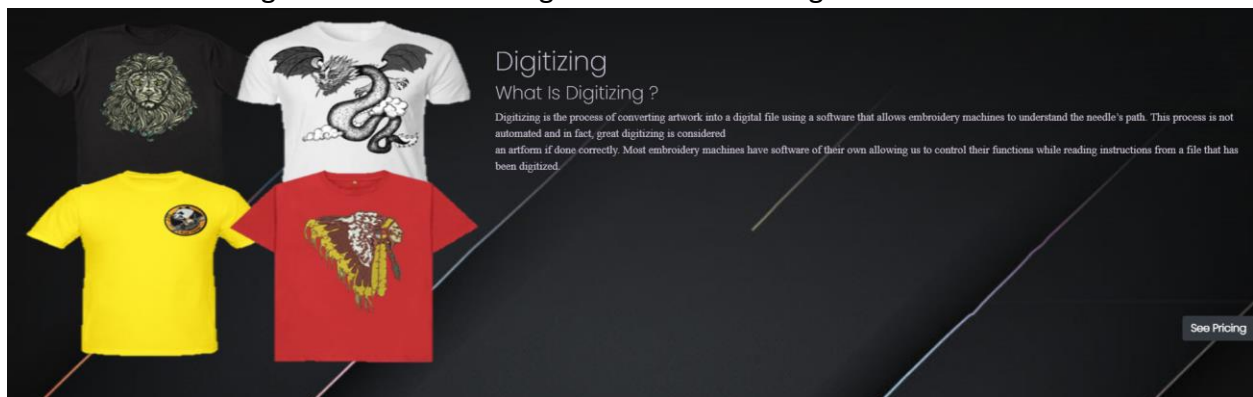 Digitizing
What Is Digitizing ?
Digitizing is the process of converting artwork into a digital file using a software that allows embroidery machines to understand the needle's path. This process is not
automated and in fact, great digitizing is considered
an artform if done correctly. Most embroidery machines have software of their own allowing us to control their functions while reading instructions from a file that has
been digitized.
See Pricing